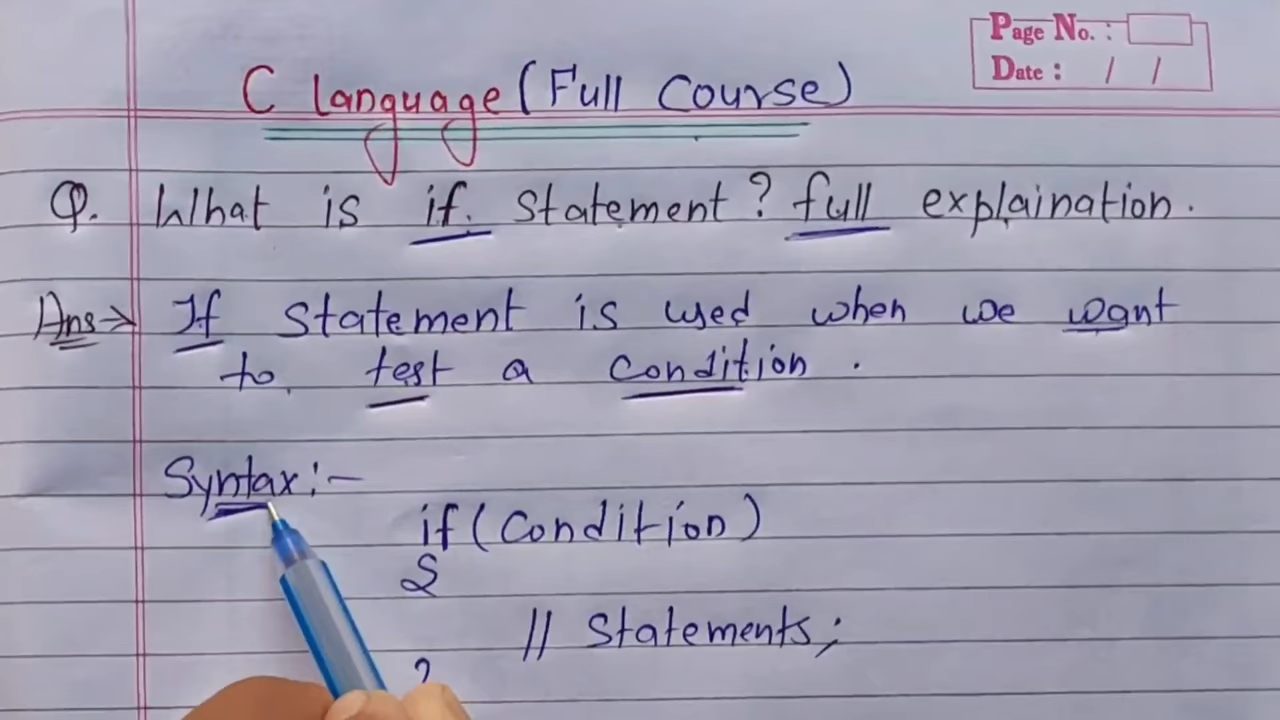 Page No. :
Date : / /
C language (Full Course)
Q. What is if statement? full explaination.
Ans→ If statement is used when we want
to test a condition.
Syntax:-
if (Condition)
{
// Statements;
}